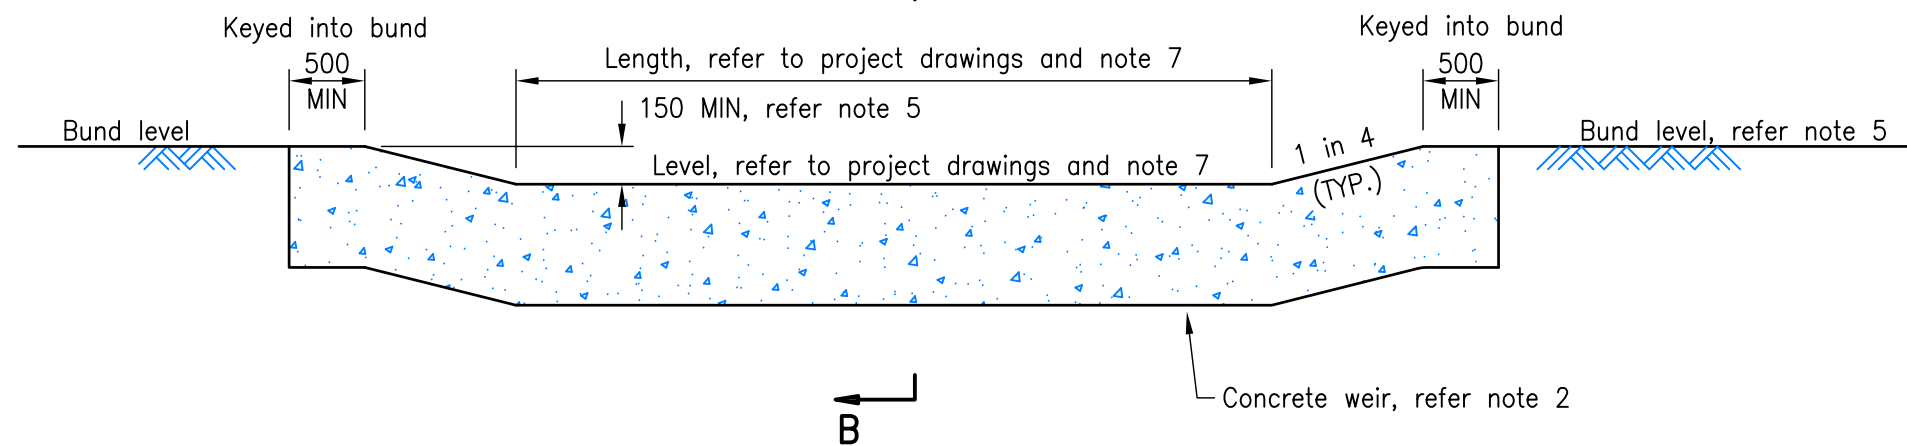 Keyed into bund
500
MIN
Length, refer to project drawings and note 7
150 MIN, refer note 5
Keyed into bund
500
MIN
Bund level
Level, refer to project drawings and note 7
1 in 4
(TYP.)
Bund level, refer note 5
Concrete weir, refer note 2
B